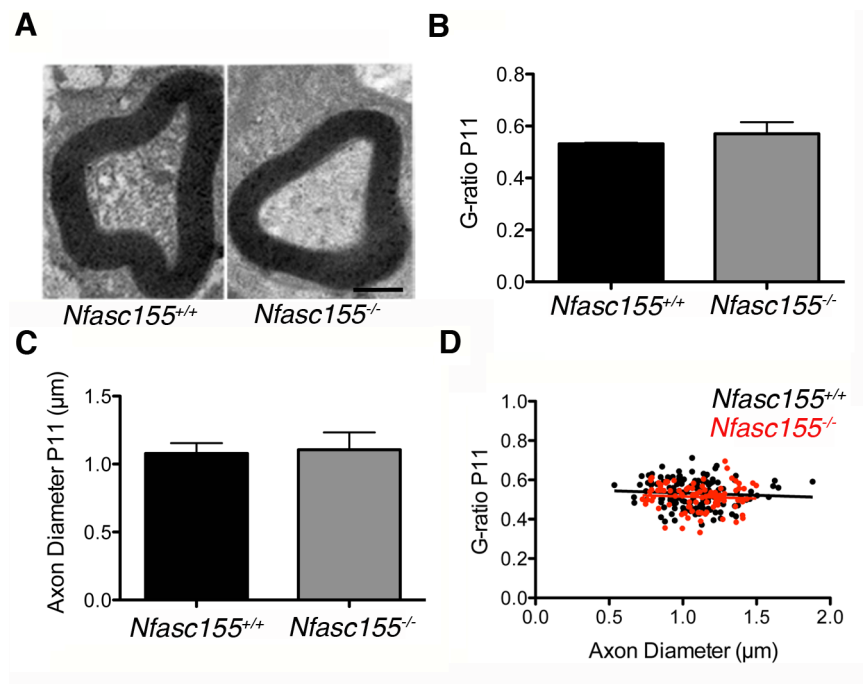 A
Nfasc155+/+
Nfasc155-/-
B
G-ratio P11
0.8
0.6
0.4
0.2
0.0
Nfasc155+/+
Nfasc155-/-
C
Axon Diameter P11 (µm)
1.5
1.0
0.5
0.0
Nfasc155+/+
Nfasc155-/-
D
Nfasc155+/+
Nfasc155-/-
G-ratio P11
1.0
0.8
0.6
0.4
0.2
0.0
0.0 0.5 1.0 1.5 2.0
Axon Diameter (µm)